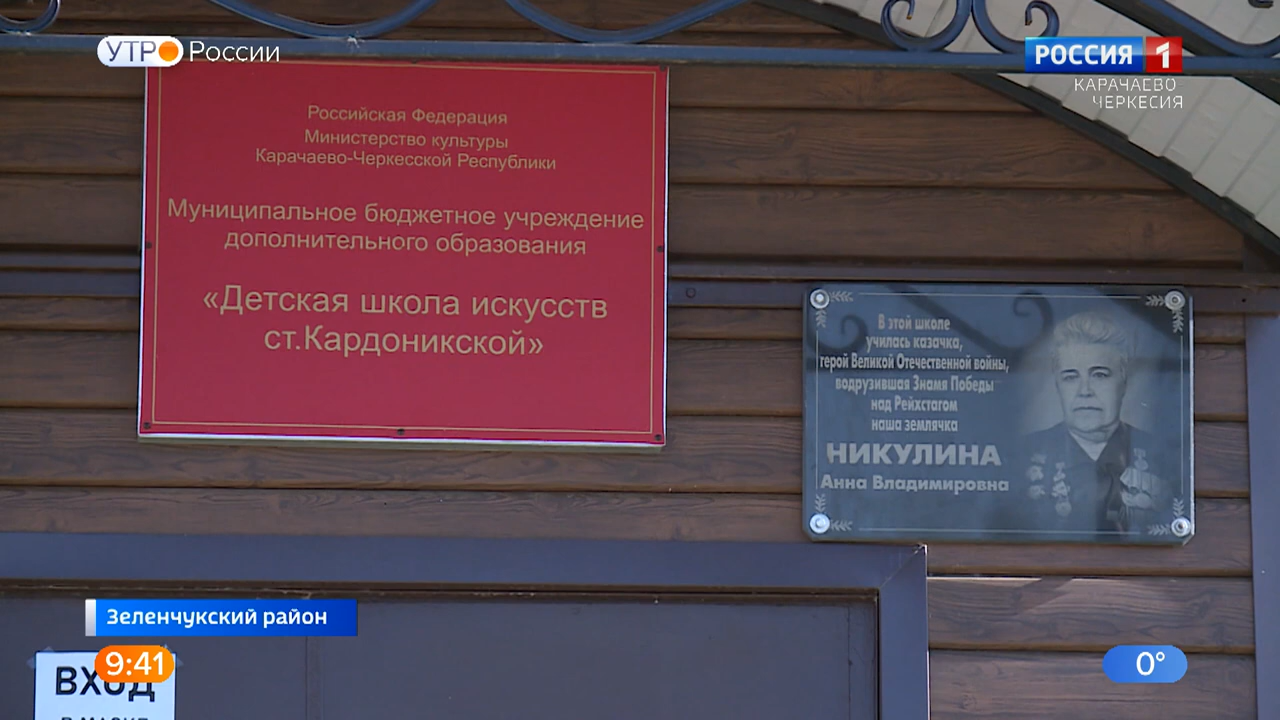 УТРО России
РОССИЯ 1
КАРАЧАЕВО
ЧЕРКЕСИЯ
Российская Федерация
Министерство культуры
Карачаево-Черкесской Республики
Муниципальное бюджетное учреждение
дополнительного образования
«Детская школа искусств
ст.Кардоникской»
В этой школе
училась казачка,
герой Великой Отечественной войны,
водрузившая Знамя Победы
над Рейхстагом
наша землячка
НИКУЛИНА
Анна Владимировна
Зеленчукский район
9:41
ВХОД
В МАСКЕ
0°